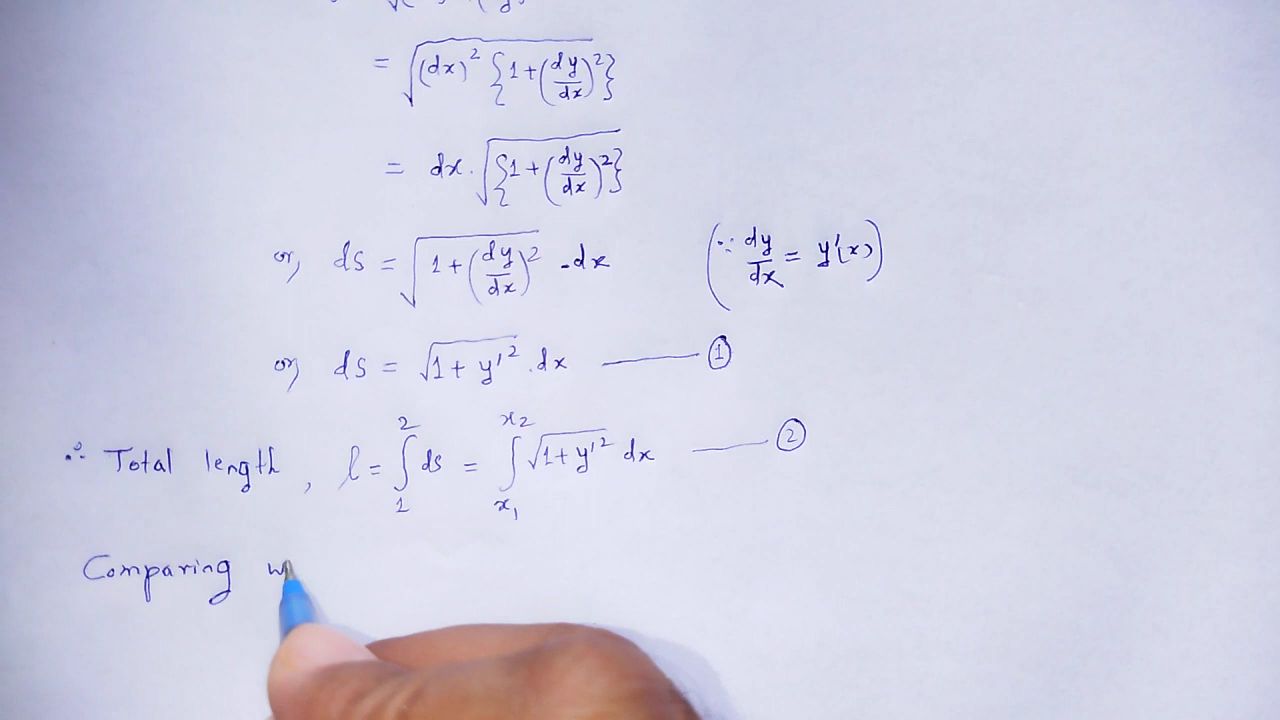 = √(dx)² {1+(dy/dx)²}
= dx.√{1+(dy/dx)²}
or, ds = √1+(dy/dx)² .dx (∵ dy/dx = y'(x))
or, ds = √1+y'² .dx —— ①
∴ Total length, l = ∫₁² ds = ∫ₓ₁ˣ² √1+y'² dx —— ②
Comparing w